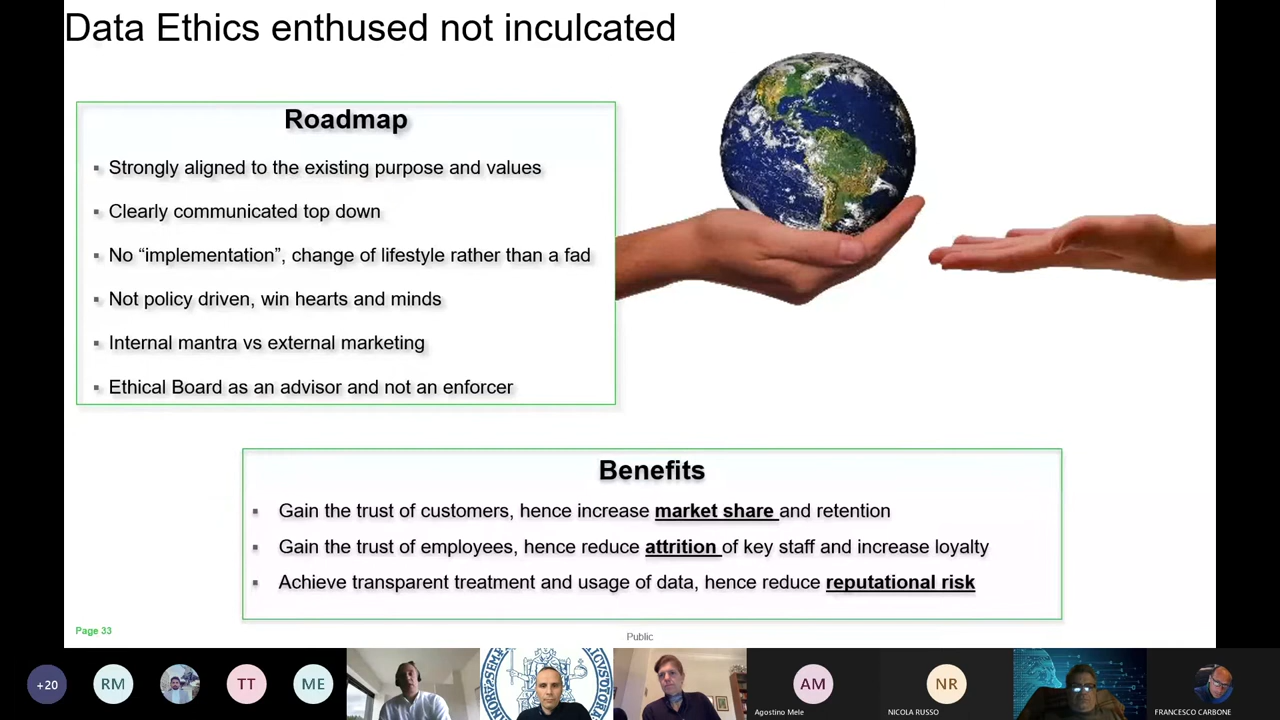 Data Ethics enthused not inculcated
Roadmap
▪ Strongly aligned to the existing purpose and values
▪ Clearly communicated top down
▪ No “implementation”, change of lifestyle rather than a fad
▪ Not policy driven, win hearts and minds
▪ Internal mantra vs external marketing
▪ Ethical Board as an advisor and not an enforcer
Benefits
▪ Gain the trust of customers, hence increase market share and retention
▪ Gain the trust of employees, hence reduce attrition of key staff and increase loyalty
▪ Achieve transparent treatment and usage of data, hence reduce reputational risk
Page 33
Public
+20
RM
TT
ME
AM
Agostino Mele
NR
NICOLA RUSSO
FRANCESCO CARBONE